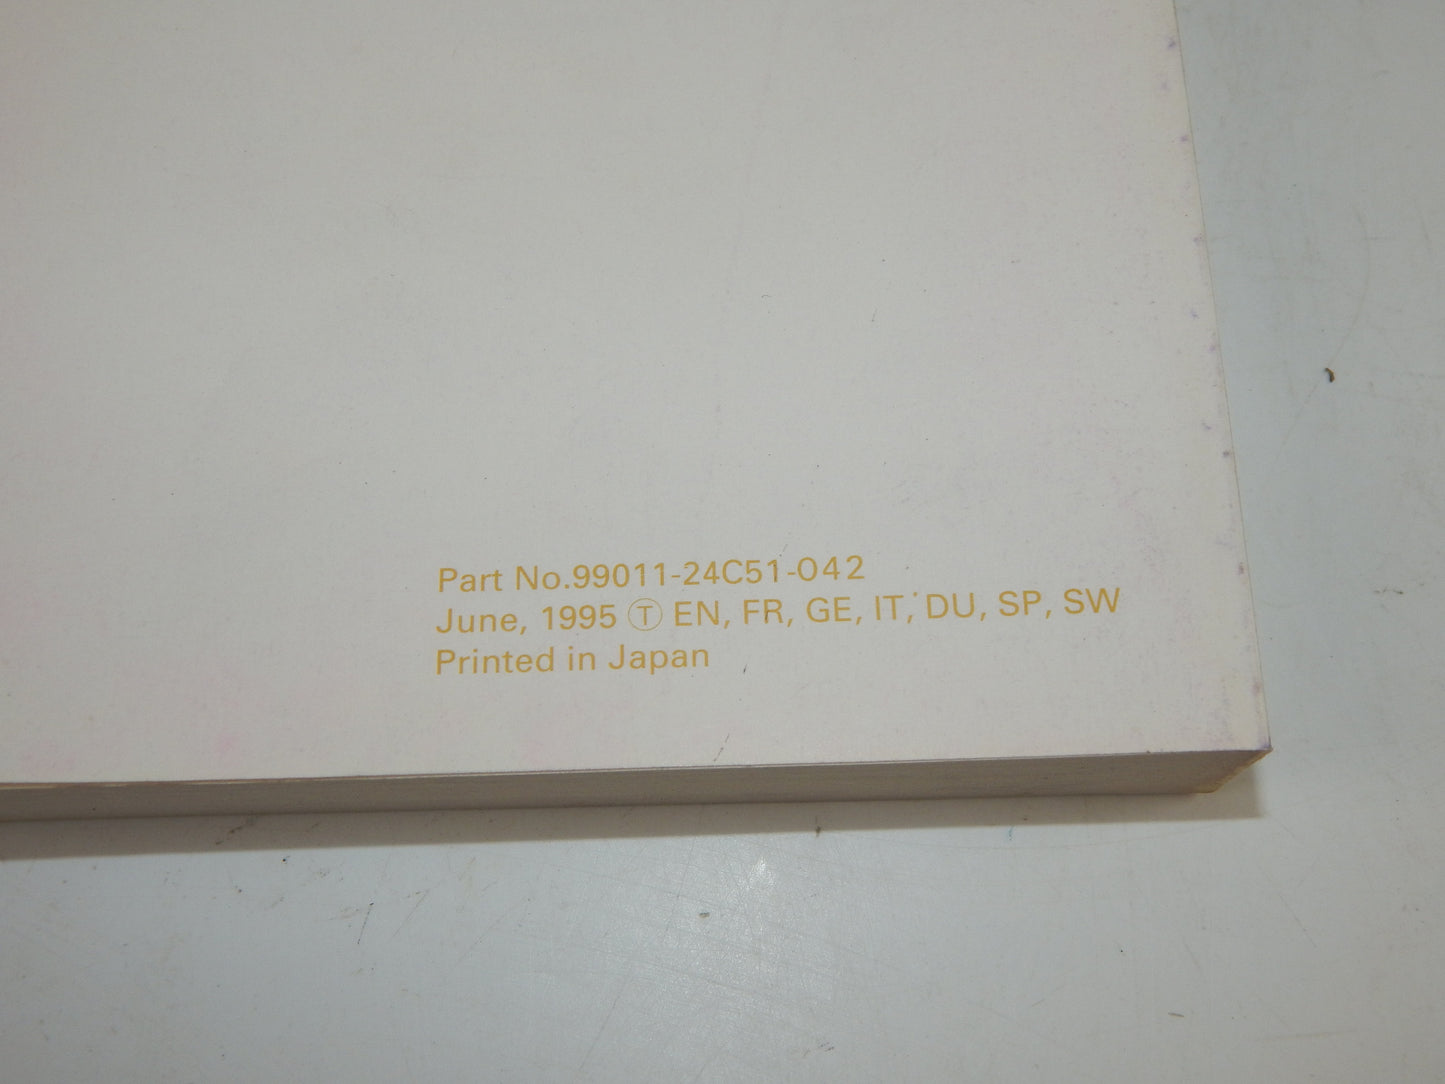 Part No.99011-24C51-042
June, 1995 Ⓣ EN, FR, GE, IT, DU, SP, SW
Printed in Japan